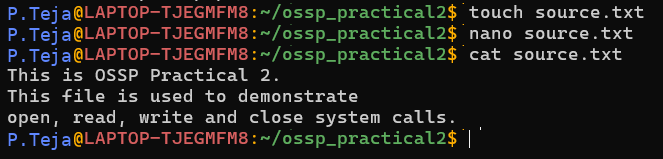 P.Teja@LAPTOP-TJEGMFM8:~/ossp_practical2$ touch source.txt
P.Teja@LAPTOP-TJEGMFM8:~/ossp_practical2$ nano source.txt
P.Teja@LAPTOP-TJEGMFM8:~/ossp_practical2$ cat source.txt
This is OSSP Practical 2.
This file is used to demonstrate
open, read, write and close system calls.
P.Teja@LAPTOP-TJEGMFM8:~/ossp_practical2$